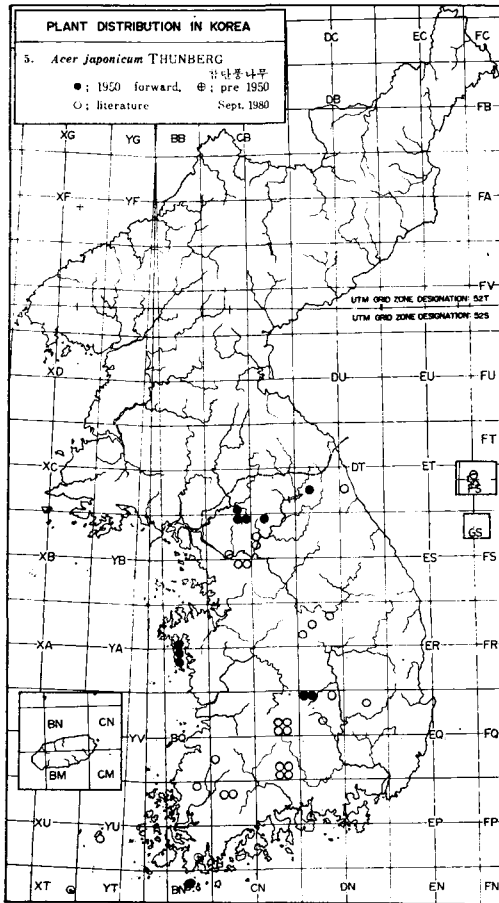 PLANT DISTRIBUTION IN KOREA
5. Acer japonicum THUNBERG
●; 1950 forward, ⊕; pre 1950
○; literature Sept. 1980
DC EC FC
DB FB
XG YG BB CB
XF YF FA
FV
UTM GRID ZONE DESIGNATION: 52T
UTM GRID ZONE DESIGNATION: 52S
XD DU EU FU
FT
XC DT ET
GS
XB YB ES FS
XA YA ER FR
BN CN YV BQ EQ FQ
BM CM
XU YU EP FP
XT YT BN CN DN EN FN